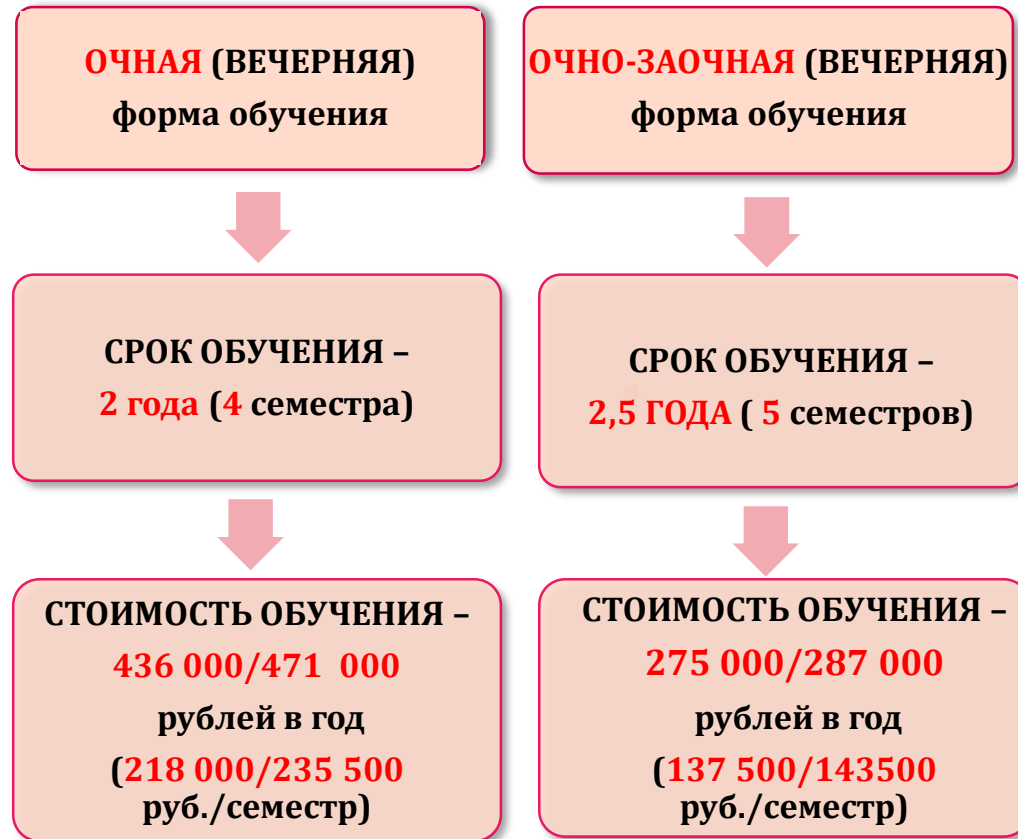 ОЧНАЯ (ВЕЧЕРНЯЯ)
форма обучения
СРОК ОБУЧЕНИЯ –
2 года (4 семестра)
СТОИМОСТЬ ОБУЧЕНИЯ –
436 000/471 000
рублей в год
(218 000/235 500
руб./семестр)
ОЧНО-ЗАОЧНАЯ (ВЕЧЕРНЯЯ)
форма обучения
СРОК ОБУЧЕНИЯ –
2,5 ГОДА ( 5 семестров)
СТОИМОСТЬ ОБУЧЕНИЯ –
275 000/287 000
рублей в год
(137 500/143500
руб./семестр)